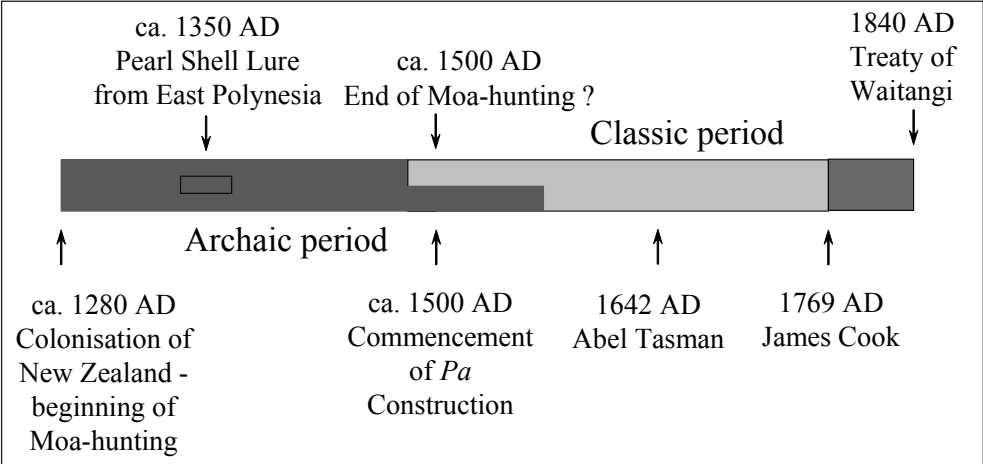 ca. 1350 AD
Pearl Shell Lure
from East Polynesia
ca. 1500 AD
End of Moa-hunting ?
1840 AD
Treaty of
Waitangi
Classic period
Archaic period
ca. 1280 AD
Colonisation of
New Zealand -
beginning of
Moa-hunting
ca. 1500 AD
Commencement
of Pa
Construction
1642 AD
Abel Tasman
1769 AD
James Cook